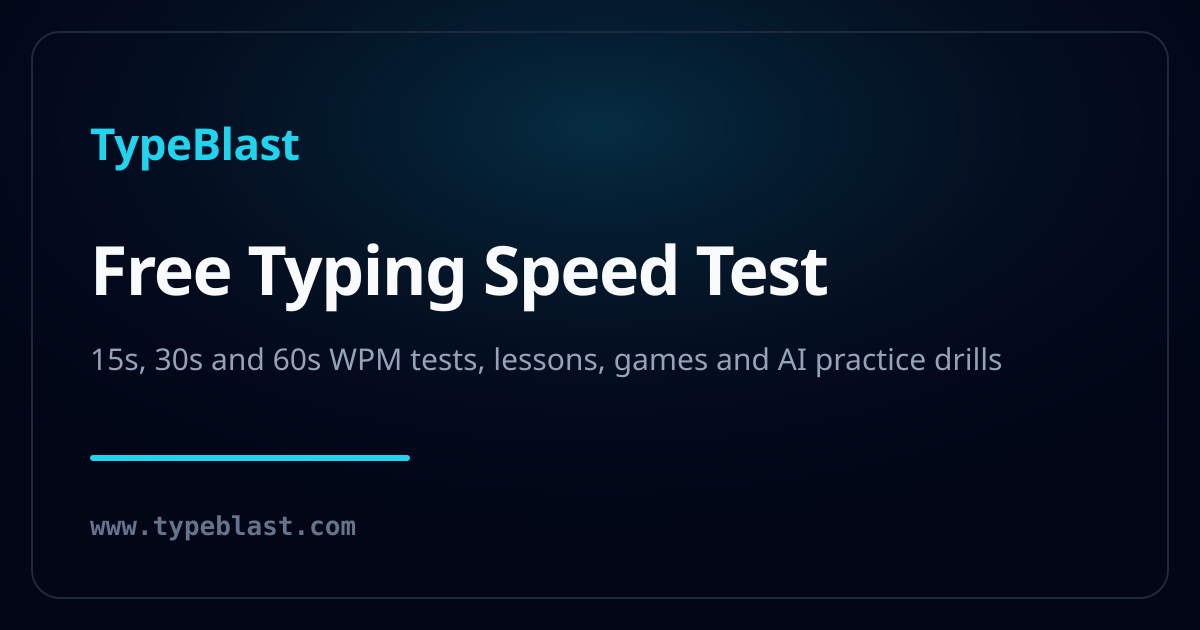 TypeBlast
Free Typing Speed Test
15s, 30s and 60s WPM tests, lessons, games and AI practice drills
www.typeblast.com